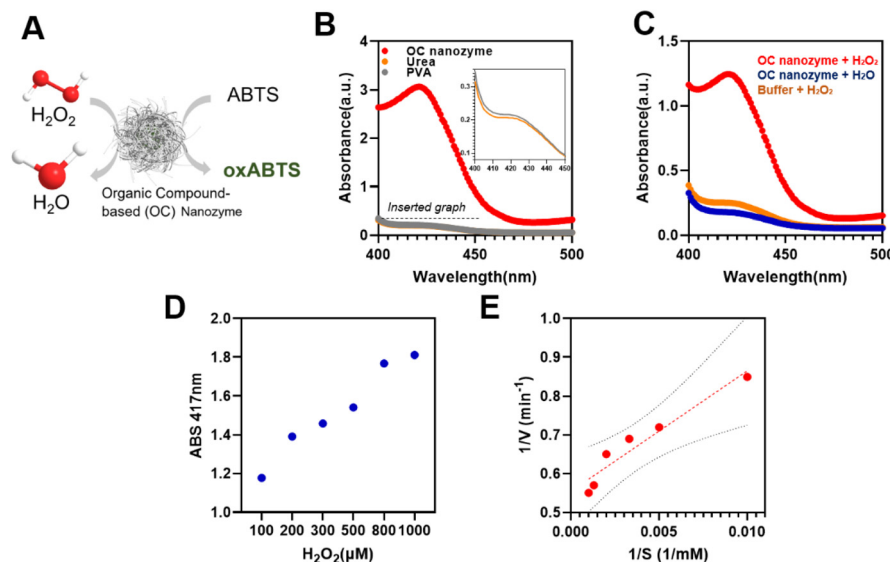 A
H₂O₂
H₂O
ABTS
oxABTS
Organic Compound-
based (OC) Nanozyme
B
Absorbance(a.u.)
4
3
2
1
0
OC nanozyme
Urea
PVA
0.3
0.2
0.1
400 410 420 430 440 450
Inserted graph
400 450 500
Wavelength(nm)
C
Absorbance(a.u.)
1.5
1.0
0.5
0.0
OC nanozyme + H₂O₂
OC nanozyme + H₂O
Buffer + H₂O₂
400 450 500
Wavelength(nm)
D
ABS 417nm
2.0
1.8
1.6
1.4
1.2
1.0
100 200 300 500 800 1000
H₂O₂(µM)
E
1/V (min⁻¹)
1.0
0.9
0.8
0.7
0.6
0.5
0.000 0.005 0.010
1/S (1/mM)